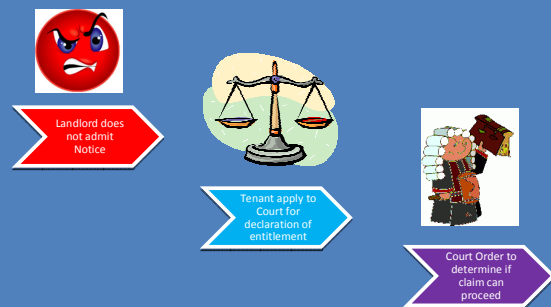 Landlord does
not admit
Notice
Tenant apply to
Court for
declaration of
entitlement
Court Order to
determine if
claim can
proceed